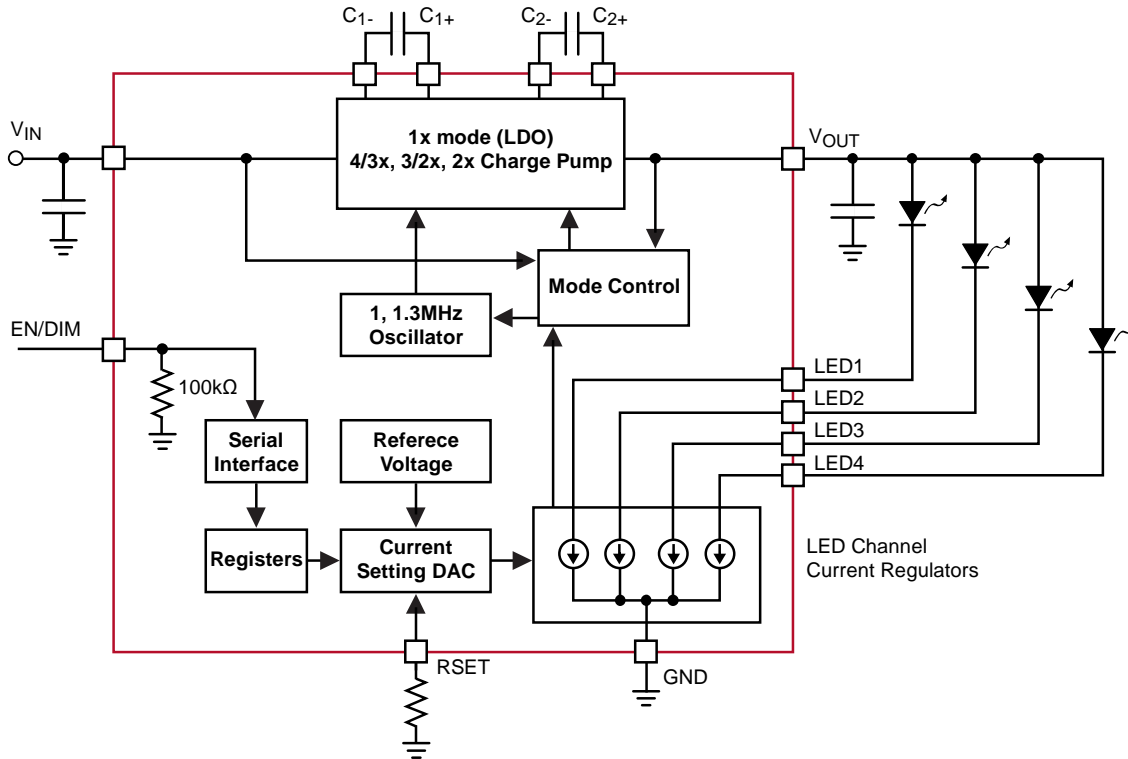 C1- C1+ C2- C2+
VIN
1x mode (LDO)
4/3x, 3/2x, 2x Charge Pump
VOUT
Mode Control
1, 1.3MHz
Oscillator
EN/DIM
100kΩ
LED1
LED2
LED3
LED4
Serial
Interface
Referece
Voltage
Registers
Current
Setting DAC
LED Channel
Current Regulators
RSET
GND